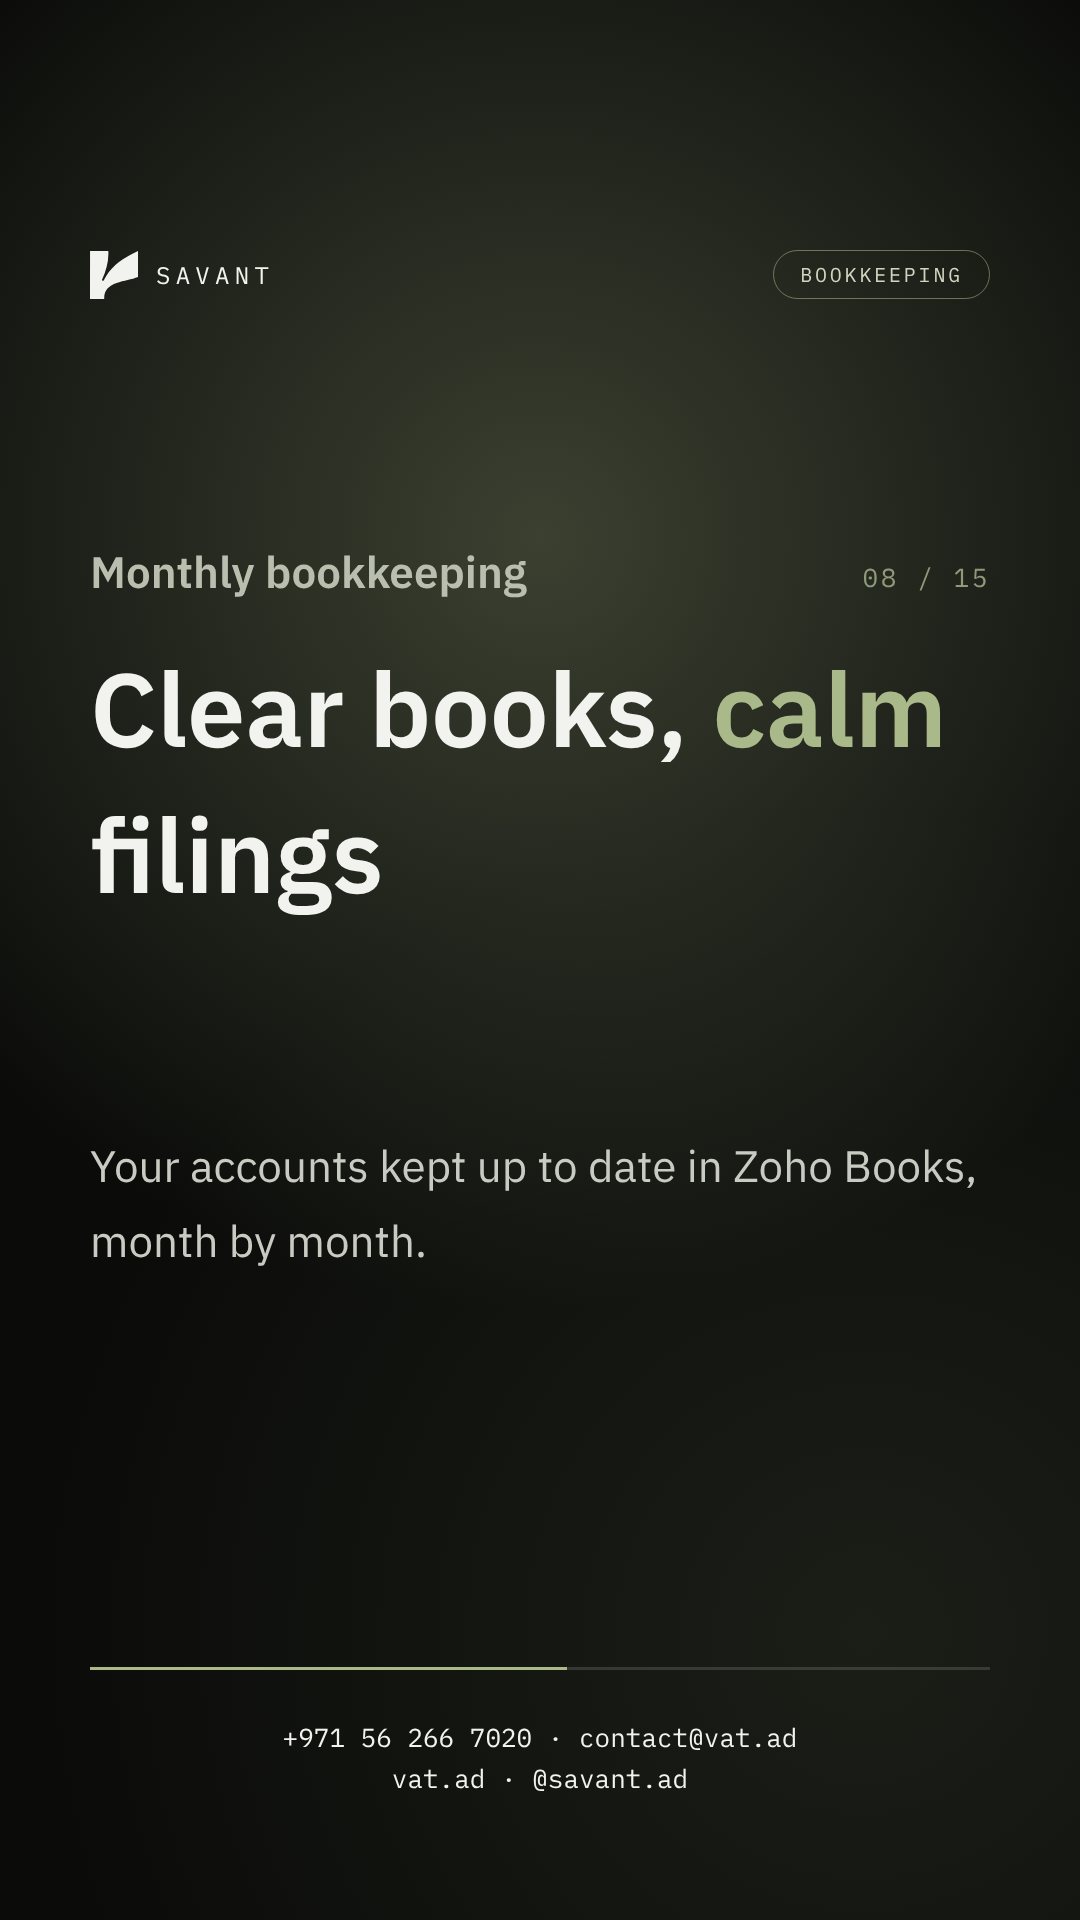 SAVANT
BOOKKEEPING
Monthly bookkeeping
08 / 15
Clear books, calm
filings
Your accounts kept up to date in Zoho Books,
month by month.
+971 56 266 7020 · contact@vat.ad
vat.ad · @savant.ad